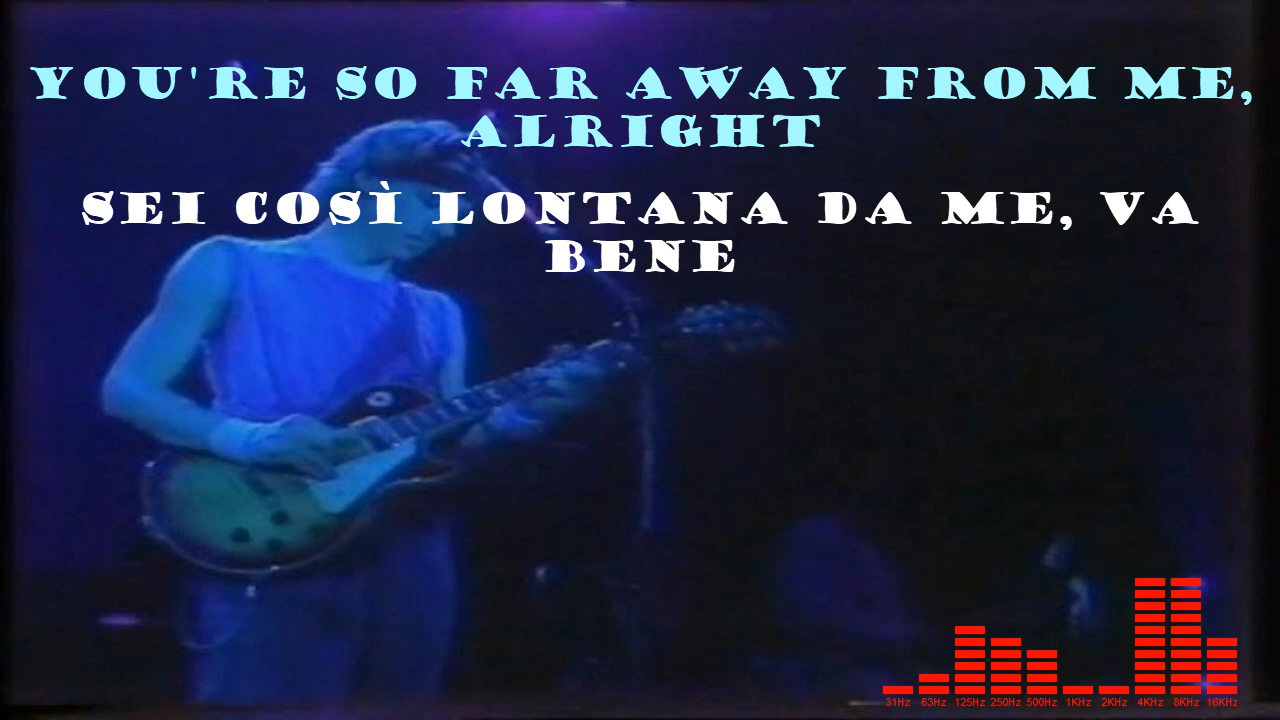 YOU'RE SO FAR AWAY FROM ME,
ALRIGHT
SEI COSÌ LONTANA DA ME, VA
BENE
31Hz 63Hz 125Hz 250Hz 500Hz 1KHz 2KHz 4KHz 8KHz 16KHz